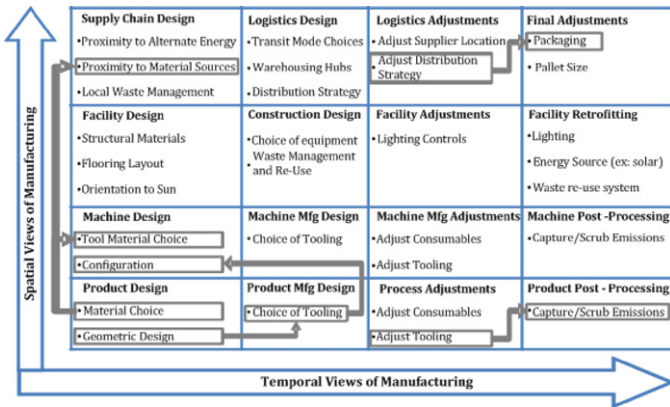 Spatial Views of Manufacturing
Supply Chain Design
•Proximity to Alternate Energy
•Proximity to Material Sources
•Local Waste Management
Logistics Design
•Transit Mode Choices
•Warehousing Hubs
•Distribution Strategy
Logistics Adjustments
•Adjust Supplier Location
•Adjust Distribution
Strategy
Final Adjustments
•Packaging
•Pallet Size
Facility Design
•Structural Materials
•Flooring Layout
•Orientation to Sun
Construction Design
•Choice of equipment
•Waste Management
and Re-Use
Facility Adjustments
•Lighting Controls
Facility Retrofitting
•Lighting
•Energy Source (ex: solar)
•Waste re-use system
Machine Design
•Tool Material Choice
•Configuration
Machine Mfg Design
•Choice of Tooling
Machine Mfg Adjustments
•Adjust Consumables
•Adjust Tooling
Machine Post -Processing
•Capture/Scrub Emissions
Product Design
•Material Choice
•Geometric Design
Product Mfg Design
•Choice of Tooling
Process Adjustments
•Adjust Consumables
•Adjust Tooling
Product Post - Processing
•Capture/Scrub Emissions
Temporal Views of Manufacturing